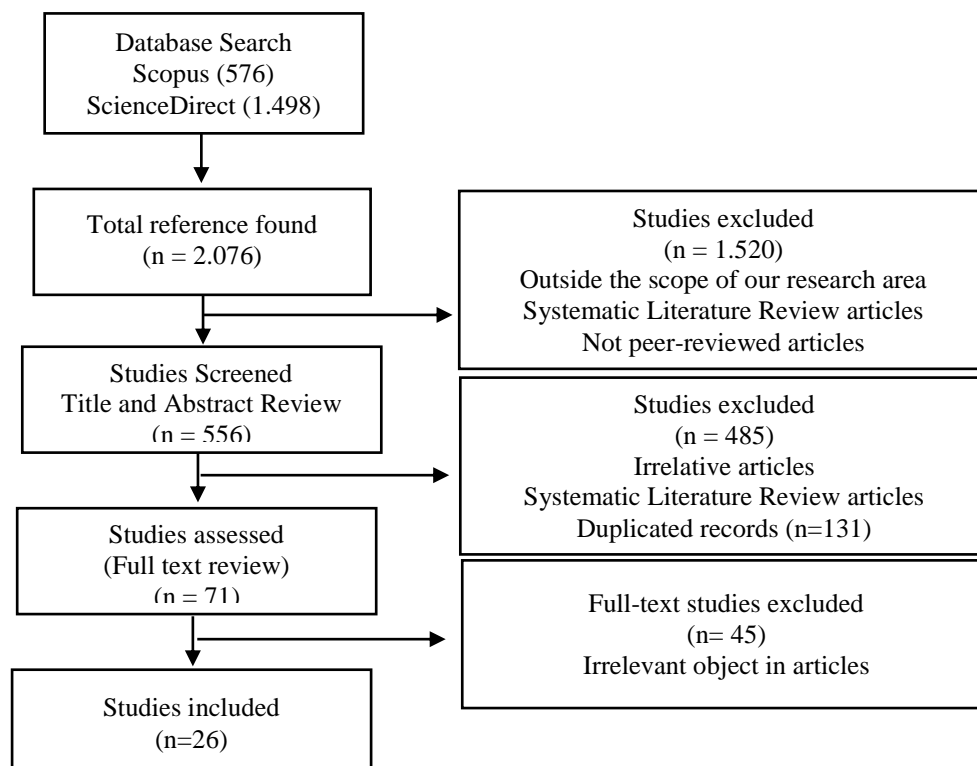 Database Search
Scopus (576)
ScienceDirect (1.498)
Total reference found
(n = 2.076)
Studies excluded
(n = 1.520)
Outside the scope of our research area
Systematic Literature Review articles
Not peer-reviewed articles
Studies Screened
Title and Abstract Review
(n = 556)
Studies excluded
(n = 485)
Irrelative articles
Systematic Literature Review articles
Duplicated records (n=131)
Studies assessed
(Full text review)
(n = 71)
Full-text studies excluded
(n= 45)
Irrelevant object in articles
Studies included
(n=26)